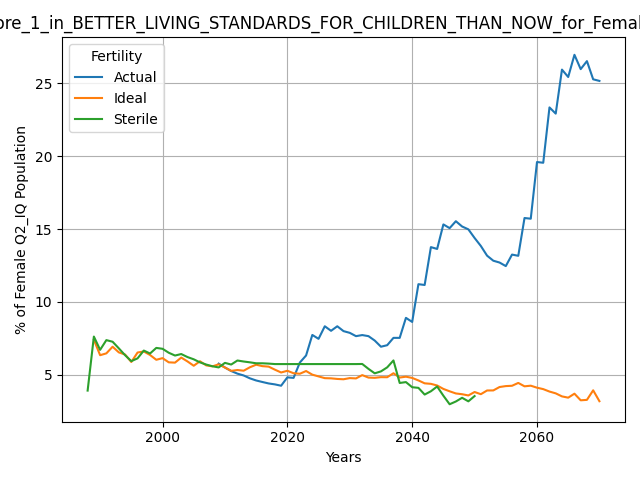 ore_1_in_BETTER_LIVING_STANDARDS_FOR_CHILDREN_THAN_NOW_for_Femal
Fertility
Actual
Ideal
Sterile
% of Female Q2_IQ Population
25
20
15
10
5
2000
2020
2040
2060
Years